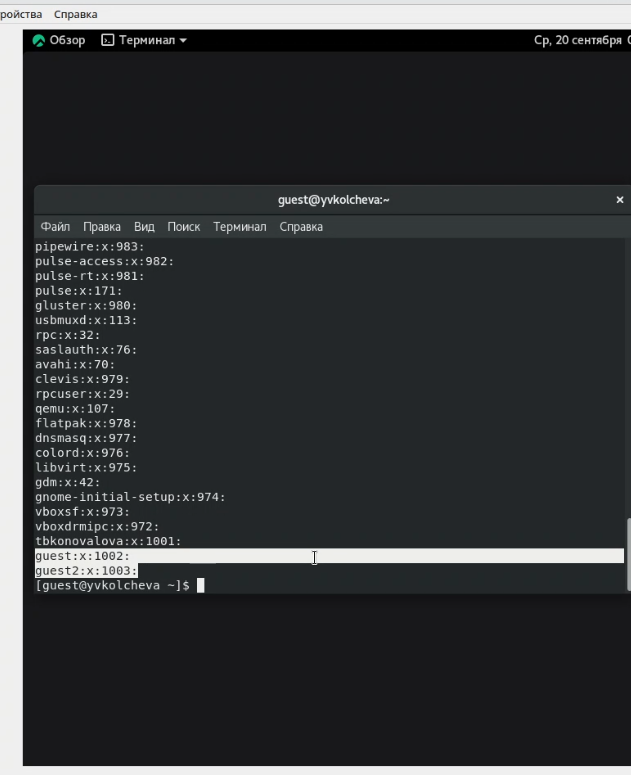 ройства Справка
Обзор Терминал Ср, 20 сентября
guest@yvkolcheva:~ ×
Файл Правка Вид Поиск Терминал Справка
pipewire:x:983:
pulse-access:x:982:
pulse-rt:x:981:
pulse:x:171:
gluster:x:980:
usbmuxd:x:113:
rpc:x:32:
saslauth:x:76:
avahi:x:70:
clevis:x:979:
rpcuser:x:29:
qemu:x:107:
flatpak:x:978:
dnsmasq:x:977:
colord:x:976:
libvirt:x:975:
gdm:x:42:
gnome-initial-setup:x:974:
vboxsf:x:973:
vboxdrmipc:x:972:
tbkonovalova:x:1001:
guest:x:1002:
guest2:x:1003:
[guest@yvkolcheva ~]$